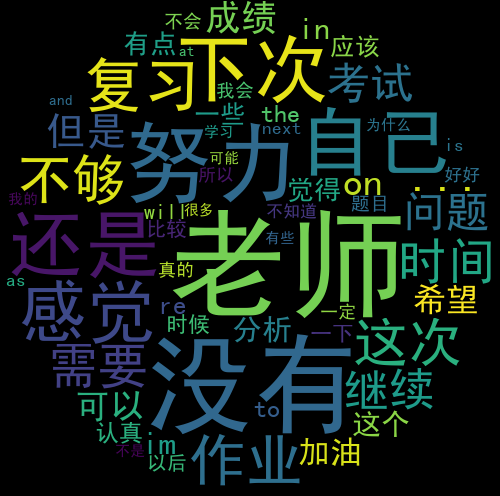 不会
成绩
in
有点
at
下次
应该
复习
考试
and
但是
一些
the
我会
学习
next
为什么
is
努力
自己
可能
不够
所以
觉得
on
...
好好
我的
will
很多
不知道
题目
问题
还是
比较
老师
有些
时间
as
真的
希望
感觉
re
一定
时候
分析
一下
这次
需要
没有
继续
可以
to
这个
认真
im
加油
不是
以后
作业